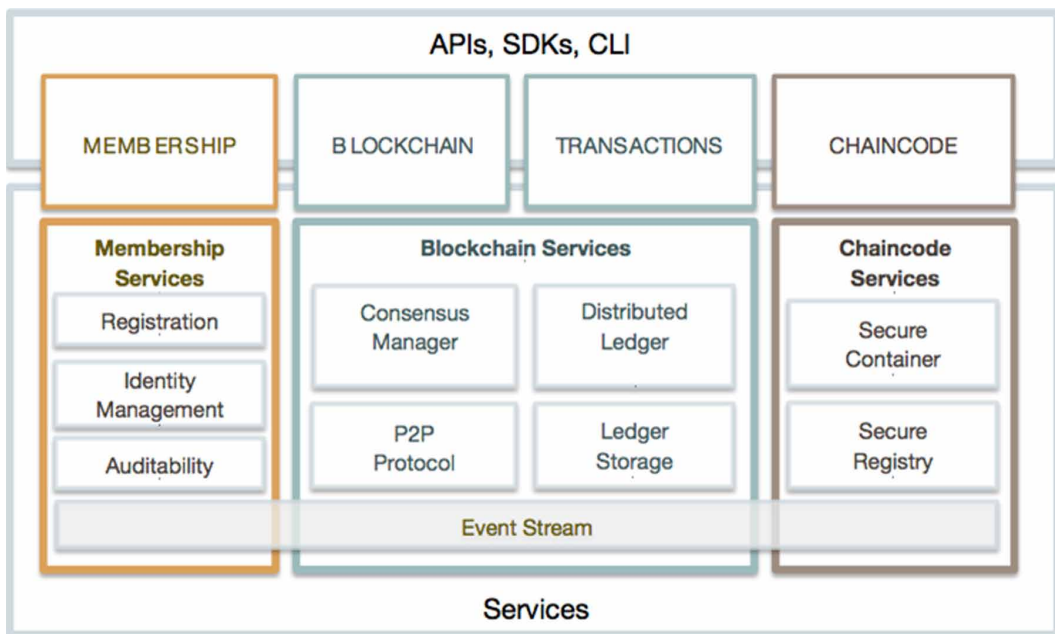 APIs, SDKs, CLI
MEMBERSHIP
BLOCKCHAIN
TRANSACTIONS
CHAINCODE
Membership
Services
Registration
Identity
Management
Auditability
Blockchain Services
Consensus
Manager
Distributed
Ledger
P2P
Protocol
Ledger
Storage
Chaincode
Services
Secure
Container
Secure
Registry
Event Stream
Services